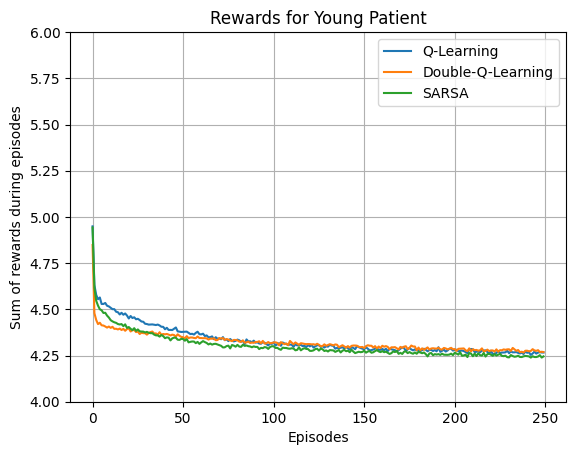 Rewards for Young Patient
Q-Learning
Double-Q-Learning
SARSA
Sum of rewards during episodes
6.00
5.75
5.50
5.25
5.00
4.75
4.50
4.25
4.00
0 50 100 150 200 250
Episodes